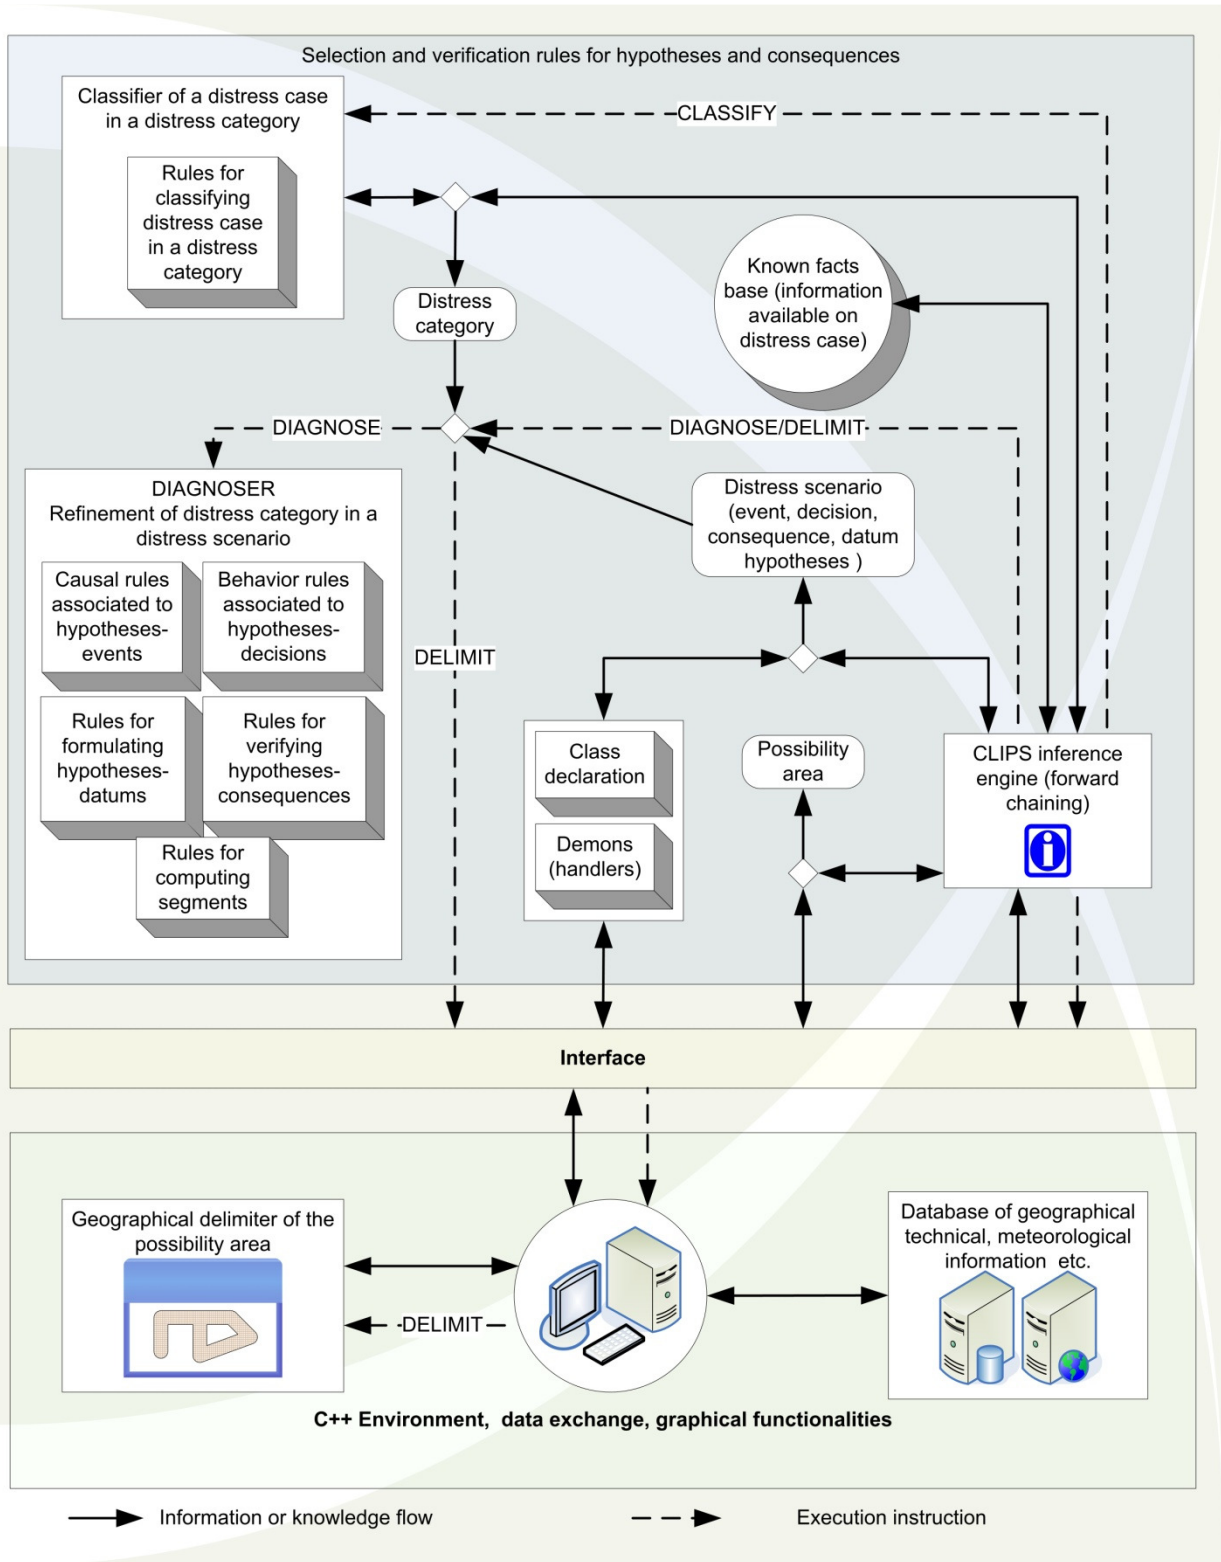 Selection and verification rules for hypotheses and consequences
Classifier of a distress case
in a distress category
CLASSIFY
Rules for
classifying
distress case
in a distress
category
Known facts
base (information
available on
distress case)
Distress
category
DIAGNOSE
DIAGNOSE/DELIMIT
DIAGNOSER
Refinement of distress category in a
distress scenario
Distress scenario
(event, decision,
consequence, datum
hypotheses )
Causal rules
associated to
hypotheses-
events
Behavior rules
associated to
hypotheses-
decisions
DELIMIT
Rules for
formulating
hypotheses-
datums
Rules for
verifying
hypotheses-
consequences
Rules for
computing
segments
Class
declaration
Demons
(handlers)
Possibility
area
CLIPS inference
engine (forward
chaining)
i
Interface
Geographical delimiter of the
possibility area
DELIMIT
Database of geographical
technical, meteorological
information etc.
C++ Environment, data exchange, graphical functionalities
Information or knowledge flow
Execution instruction